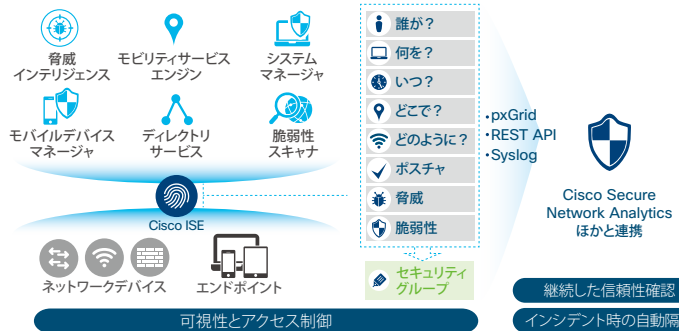 脅威
インテリジェンス
モビリティサービス
エンジン
システム
マネージャ
モバイルデバイス
マネージャ
ディレクトリ
サービス
脆弱性
スキャナ
Cisco ISE
ネットワークデバイス
エンドポイント
誰が？
何を？
いつ？
どこで？
どのように？
ポスチャ
脅威
脆弱性
セキュリティ
グループ
・pxGrid
・REST API
・Syslog
Cisco Secure
Network Analytics
ほかと連携
可視性とアクセス制御
継続した信頼性確認
インシデント時の自動隔